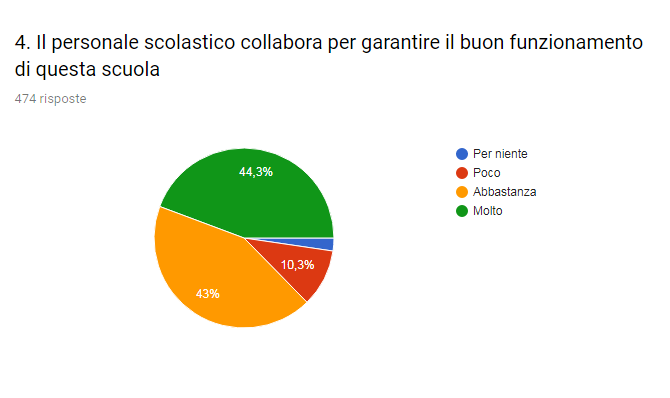 4. Il personale scolastico collabora per garantire il buon funzionamento
di questa scuola
474 risposte
44,3%
10,3%
43%
Per niente
Poco
Abbastanza
Molto